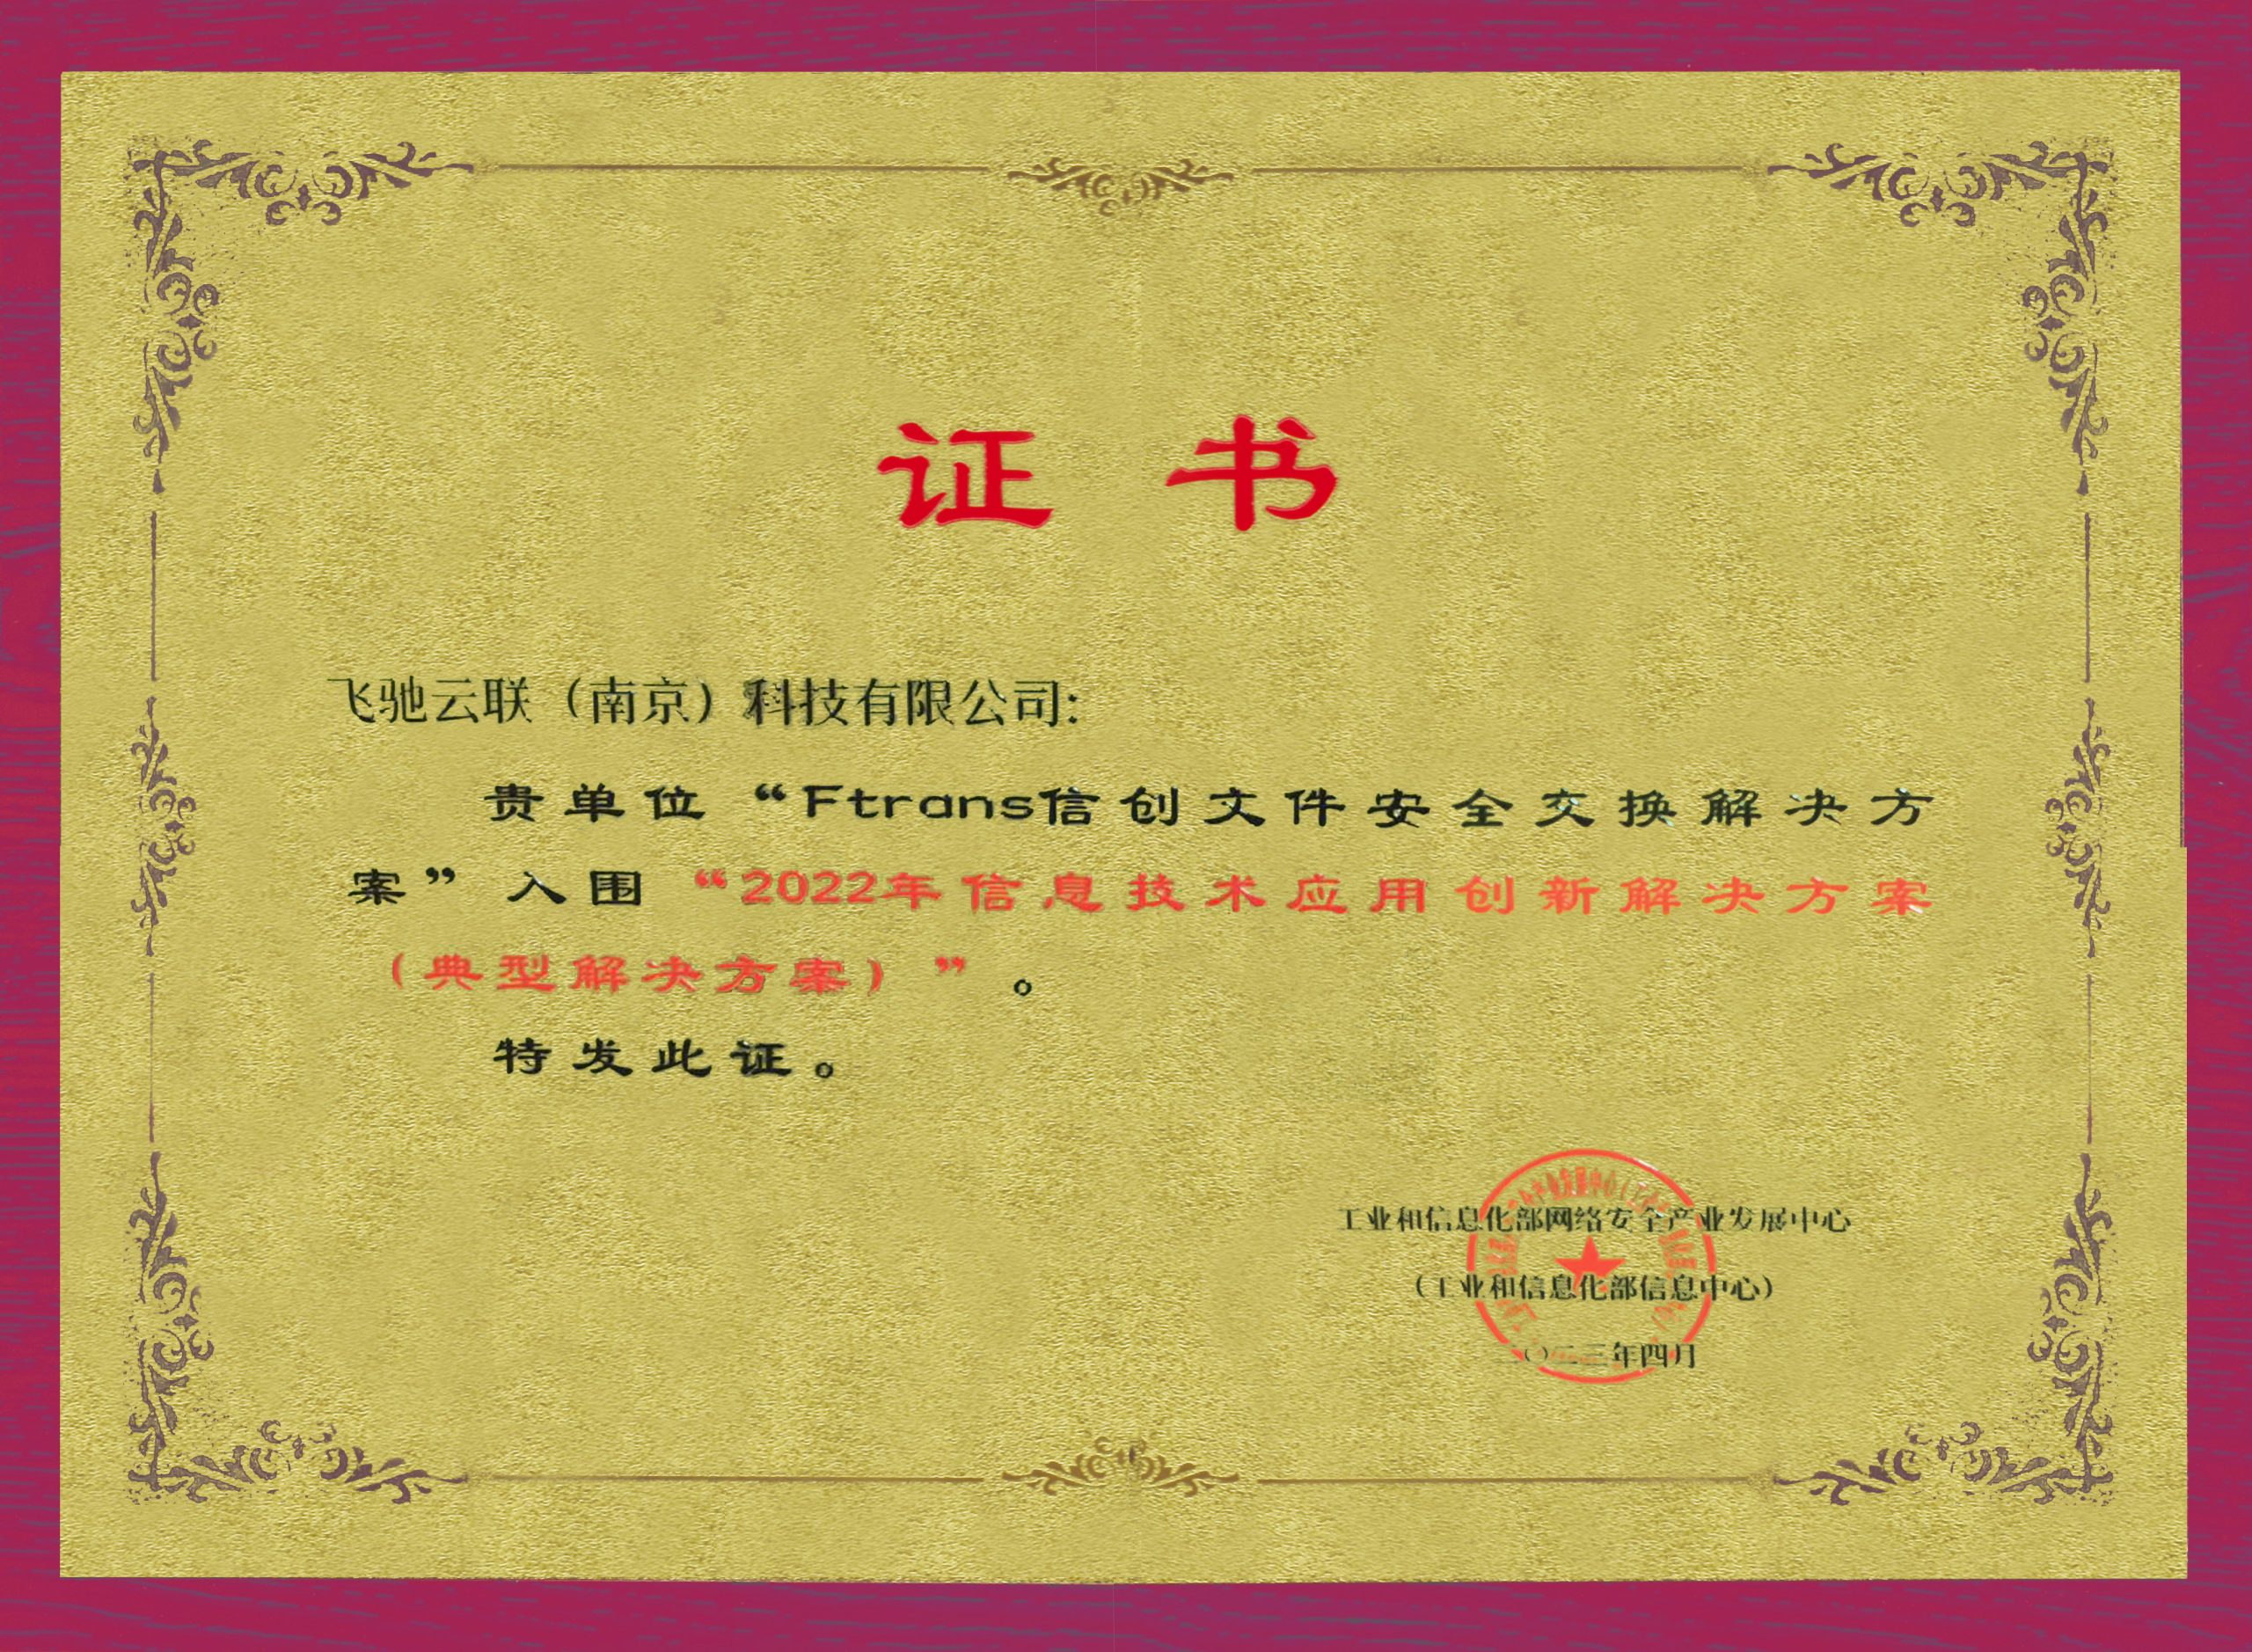 证书
飞驰云联（南京）科技有限公司:
贵单位“Ftrans信创文件安全交换解决方
案”入围“2022年信息技术应用创新解决方案
（典型解决方案）”。
特发此证。
工业和信息化部网络安全产业发展中心
（工业和信息化部信息中心）
二〇二三年四月